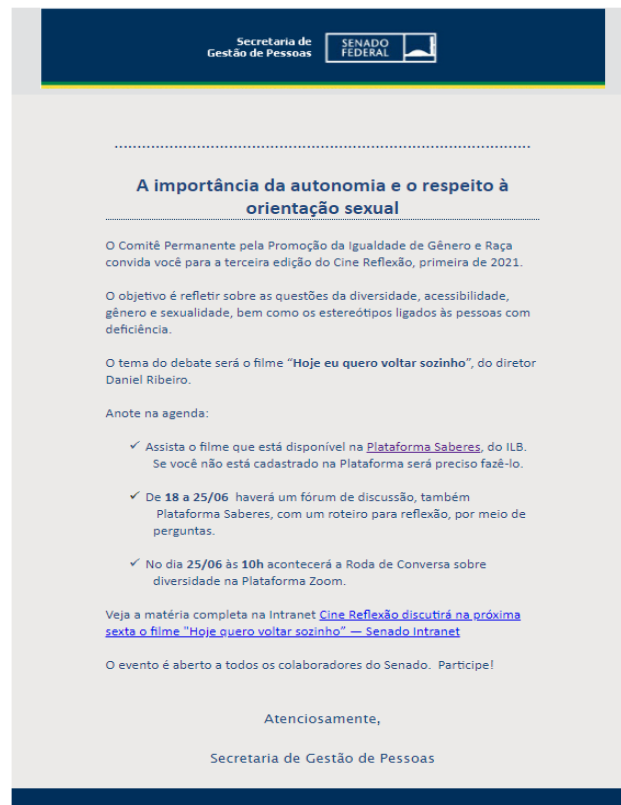 Secretaria de
Gestão de Pessoas
SENADO
FEDERAL
A importância da autonomia e o respeito à
orientação sexual
O Comitê Permanente pela Promoção da Igualdade de Gênero e Raça
convida você para a terceira edição do Cine Reflexão, primeira de 2021.
O objetivo é refletir sobre as questões da diversidade, acessibilidade,
gênero e sexualidade, bem como os estereótipos ligados às pessoas com
deficiência.
O tema do debate será o filme “Hoje eu quero voltar sozinho”, do diretor
Daniel Ribeiro.
Anote na agenda:
✓ Assista o filme que está disponível na Plataforma Saberes, do ILB.
Se você não está cadastrado na Plataforma será preciso fazê-lo.
✓ De 18 a 25/06 haverá um fórum de discussão, também
Plataforma Saberes, com um roteiro para reflexão, por meio de
perguntas.
✓ No dia 25/06 às 10h acontecerá a Roda de Conversa sobre
diversidade na Plataforma Zoom.
Veja a matéria completa na Intranet Cine Reflexão discutirá na próxima
sexta o filme "Hoje quero voltar sozinho” — Senado Intranet
O evento é aberto a todos os colaboradores do Senado. Participe!
Atenciosamente,
Secretaria de Gestão de Pessoas